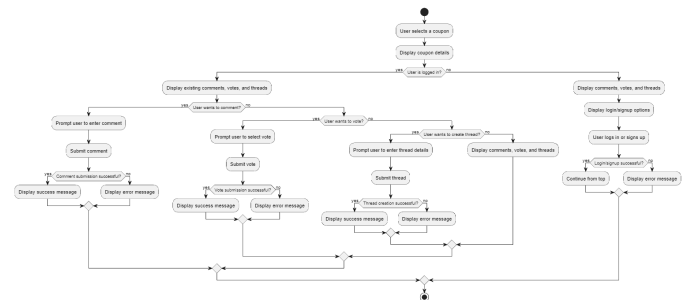 User selects a coupon
Display coupon details
yes User is logged in? no
Display existing comments, votes, and threads
Display comments, votes, and threads
yes User wants to comment? no
Display login/signup options
Prompt user to enter comment
yes User wants to vote? no
User logs in or signs up
Prompt user to select vote
yes User wants to create thread? no
Submit comment
Prompt user to enter thread details
Display comments, votes, and threads
yes Login/signup successful? no
Submit vote
yes Comment submission successful? no
Continue from top
Display error message
Submit thread
Display success message
Display error message
yes Vote submission successful? no
yes Thread creation successful? no
Display success message
Display error message
Display success message
Display error message